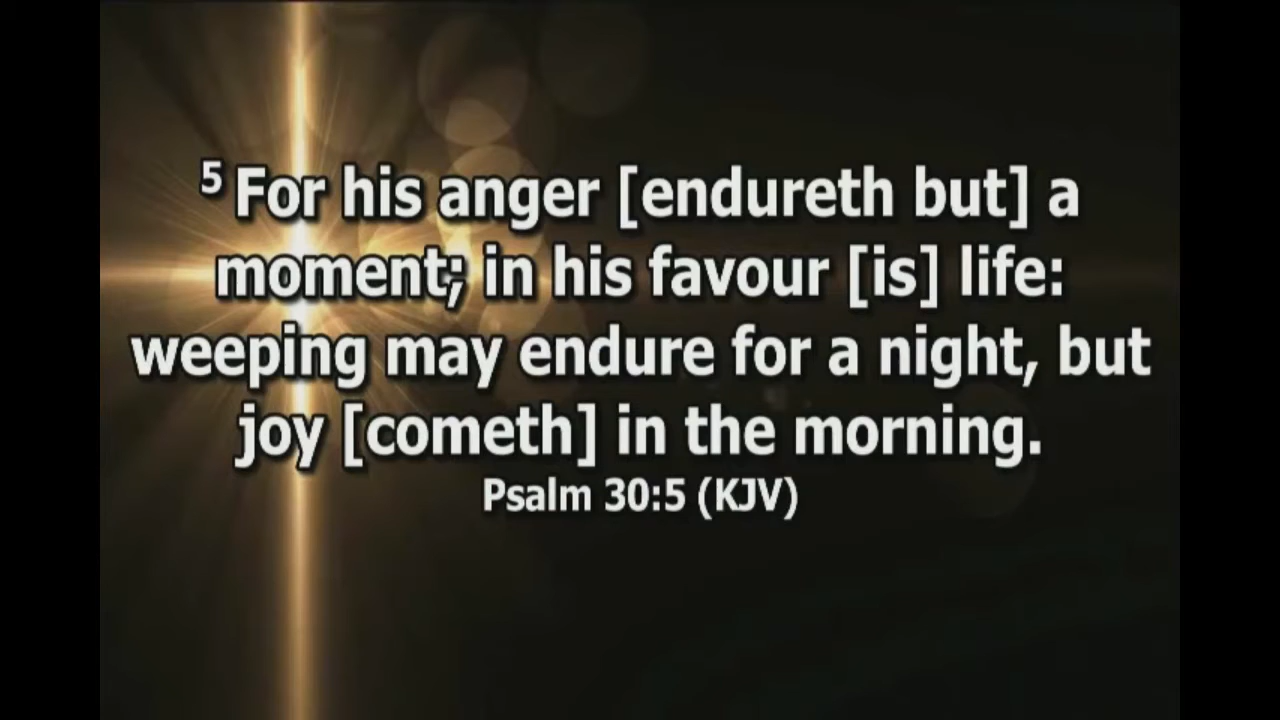 5 For his anger [endureth but] a
moment; in his favour [is] life:
weeping may endure for a night, but
joy [cometh] in the morning.
Psalm 30:5 (KJV)